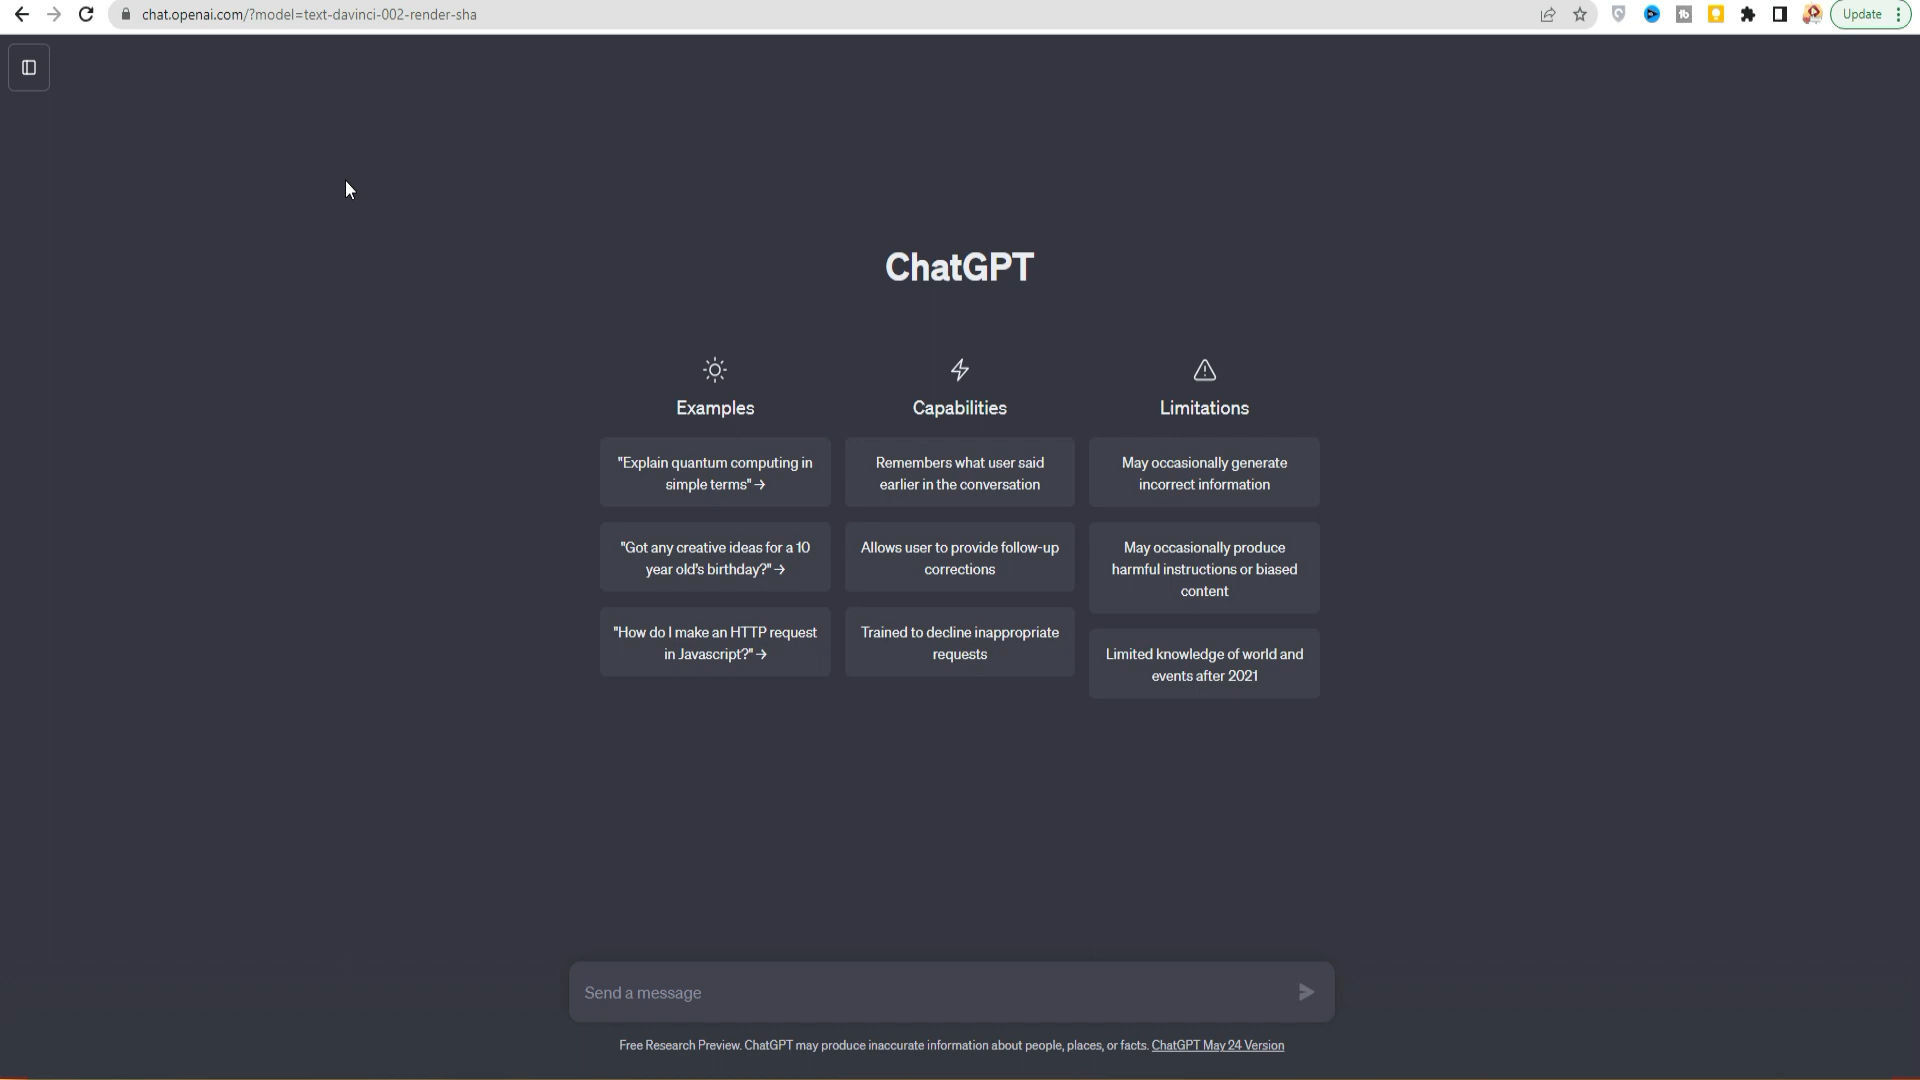 chat.openai.com/?model=text-davinci-002-render-sha
Update
ChatGPT
Examples
"Explain quantum computing in
simple terms" →
"Got any creative ideas for a 10
year old's birthday?" →
"How do I make an HTTP request
in Javascript?" →
Capabilities
Remembers what user said
earlier in the conversation
Allows user to provide follow-up
corrections
Trained to decline inappropriate
requests
Limitations
May occasionally generate
incorrect information
May occasionally produce
harmful instructions or biased
content
Limited knowledge of world and
events after 2021
Send a message
Free Research Preview. ChatGPT may produce inaccurate information about people, places, or facts. ChatGPT May 24 Version